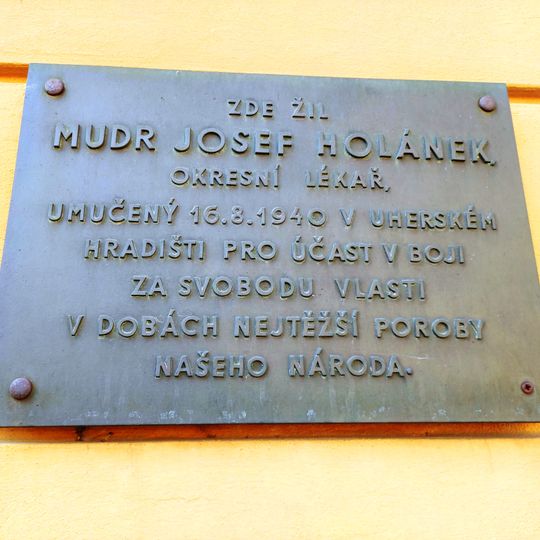 ZDE ŽIL
MUDR JOSEF HOLÁNEK,
OKRESNÍ LÉKAŘ,
UMUČENÝ 16.8.1940 V UHERSKÉM
HRADIŠTI PRO ÚČAST V BOJI
ZA SVOBODU VLASTI
V DOBÁCH NEJTĚŽŠÍ POROBY
NAŠEHO NÁRODA.